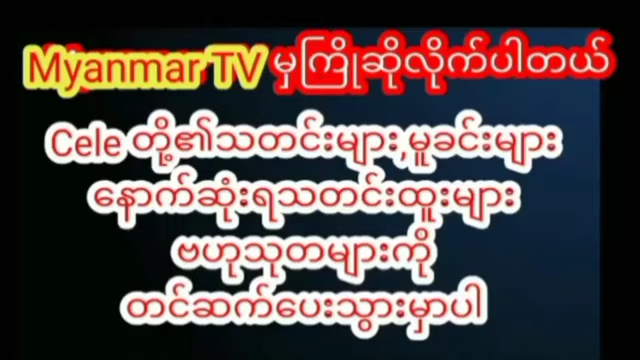 Myanmar TV မှကြိုဆိုလိုက်ပါတယ်
Cele တို့၏သတင်းများ,မူခင်းများ
နောက်ဆုံးရသတင်းထူးများ
ဗဟုသုတများကို
တင်ဆက်ပေးသွားမှာပါ